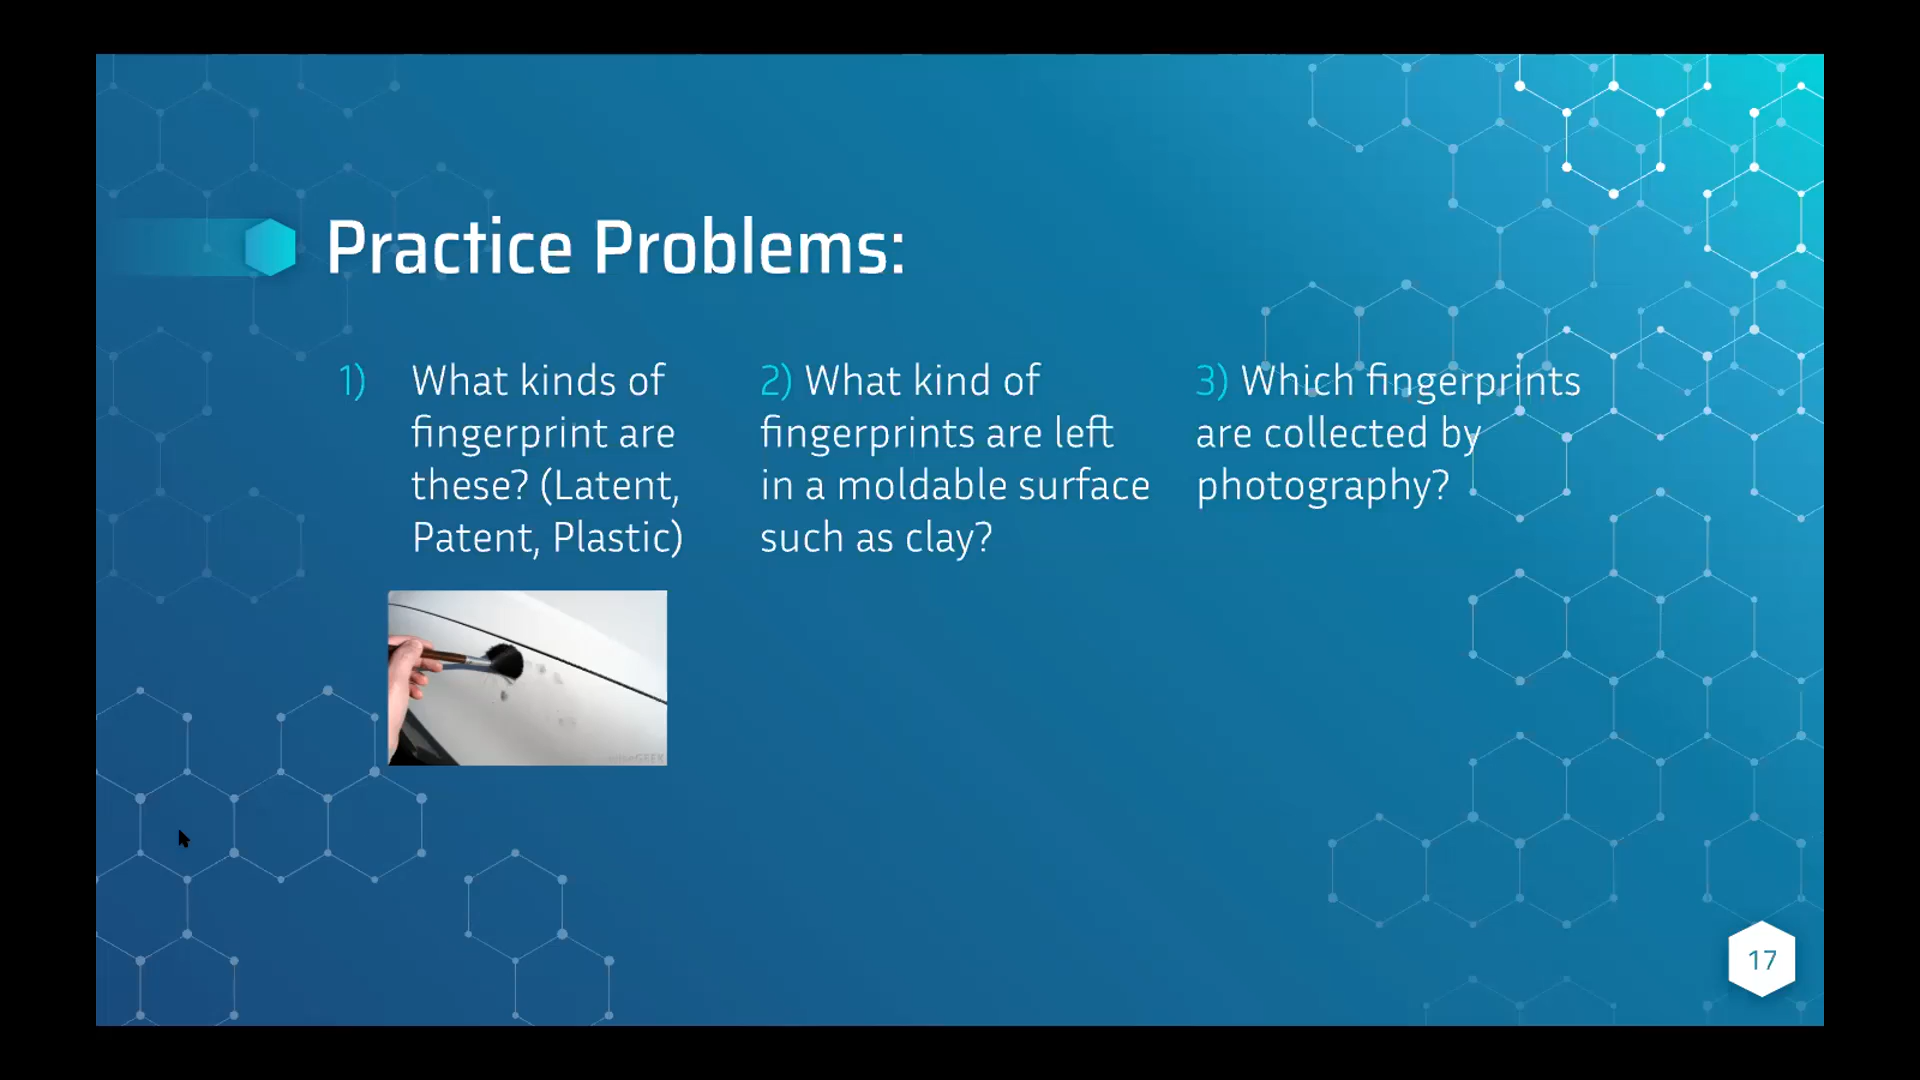 Practice Problems:
1) What kinds of
fingerprint are
these? (Latent,
Patent, Plastic)
2) What kind of
fingerprints are left
in a moldable surface
such as clay?
3) Which fingerprints
are collected by
photography?
wiseGEEK
17